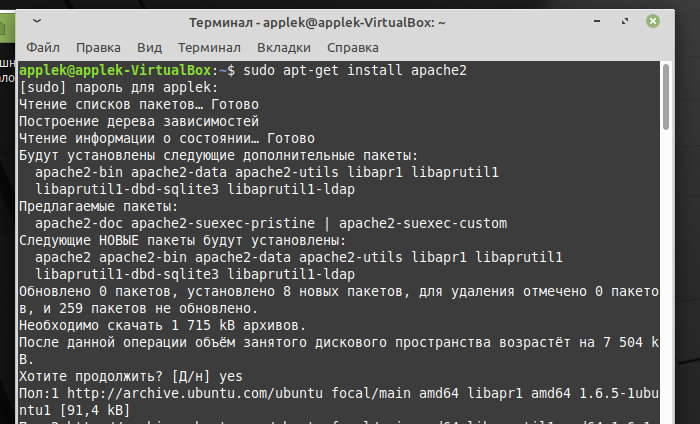 Терминал - applek@applek-VirtualBox: ~
Файл Правка Вид Терминал Вкладки Справка
applek@applek-VirtualBox:~$ sudo apt-get install apache2
[sudo] пароль для applek:
Чтение списков пакетов… Готово
Построение дерева зависимостей
Чтение информации о состоянии… Готово
Будут установлены следующие дополнительные пакеты:
apache2-bin apache2-data apache2-utils libapr1 libaprutil1
libaprutil1-dbd-sqlite3 libaprutil1-ldap
Предлагаемые пакеты:
apache2-doc apache2-suexec-pristine | apache2-suexec-custom
Следующие НОВЫЕ пакеты будут установлены:
apache2 apache2-bin apache2-data apache2-utils libapr1 libaprutil1
libaprutil1-dbd-sqlite3 libaprutil1-ldap
Обновлено 0 пакетов, установлено 8 новых пакетов, для удаления отмечено 0 пакето
в, и 259 пакетов не обновлено.
Необходимо скачать 1 715 kB архивов.
После данной операции объём занятого дискового пространства возрастёт на 7 504 k
B.
Хотите продолжить? [Д/н] yes
Пол:1 http://archive.ubuntu.com/ubuntu focal/main amd64 libapr1 amd64 1.6.5-1ubu
ntu1 [91,4 kB]